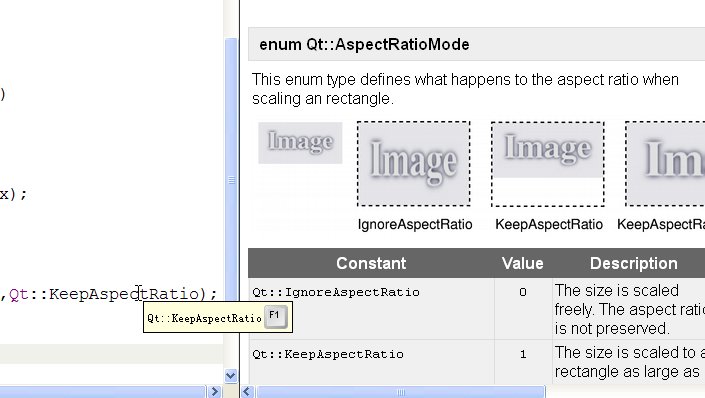 )
x);
,Qt::KeepAspectRatio);
Qt::KeepAspectRatio F1
enum Qt::AspectRatioMode
This enum type defines what happens to the aspect ratio when
scaling an rectangle.
Image
Image
Image
Im
IgnoreAspectRatio
KeepAspectRatio
KeepAspectRa
Constant Value Description
Qt::IgnoreAspectRatio 0 The size is scaled
freely. The aspect ratio
is not preserved.
Qt::KeepAspectRatio 1 The size is scaled to a
rectangle as large as